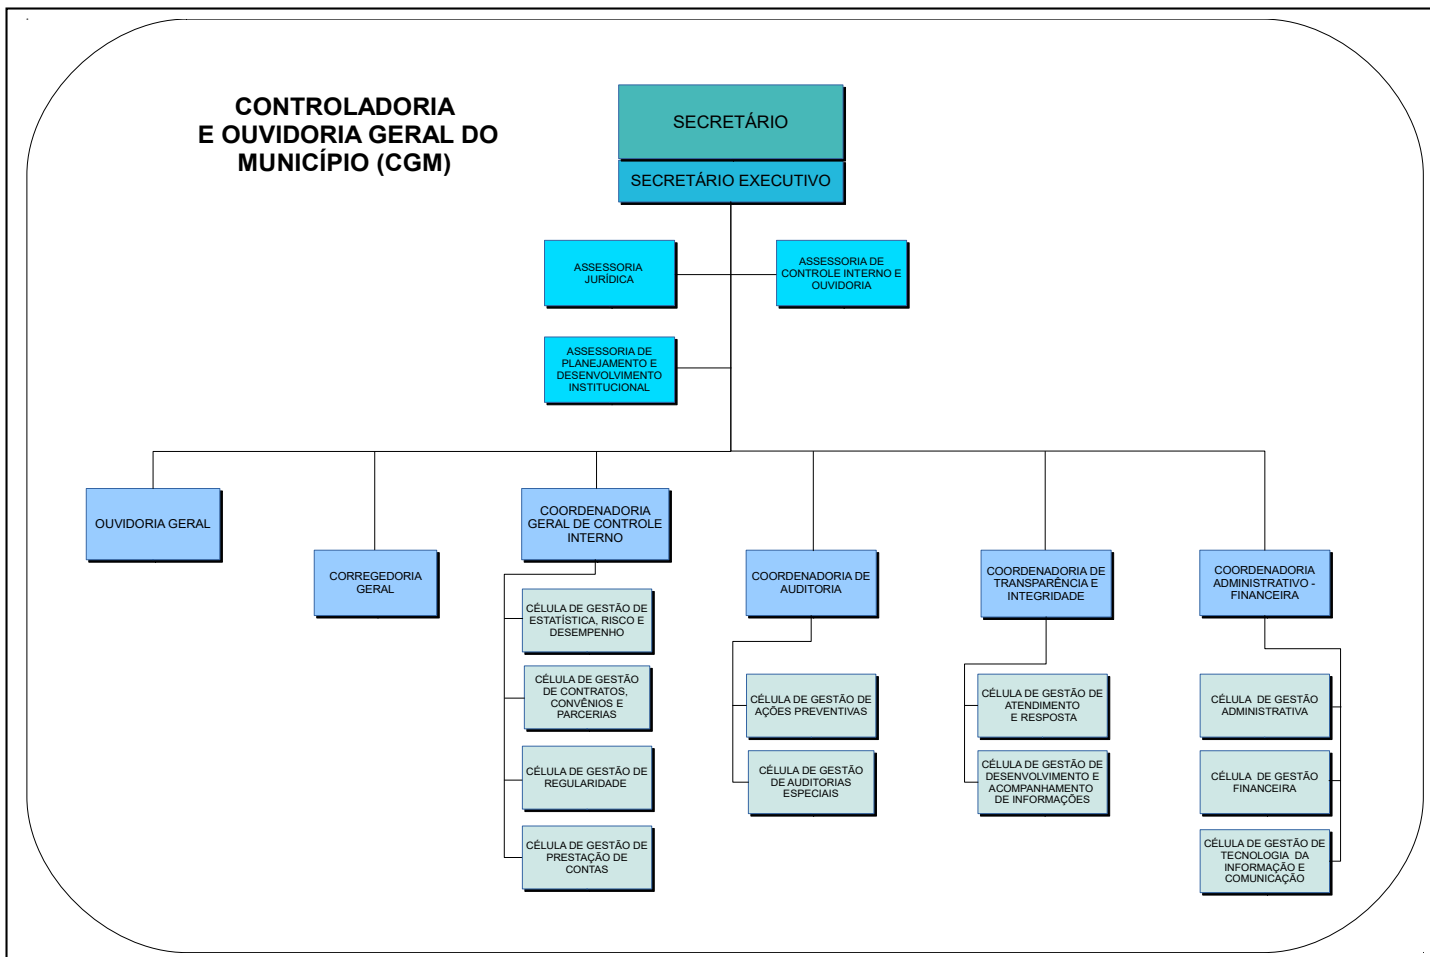 CONTROLADORIA
E OUVIDORIA GERAL DO
MUNICÍPIO (CGM)
SECRETÁRIO
SECRETÁRIO EXECUTIVO
ASSESSORIA
JURÍDICA
ASSESSORIA DE
CONTROLE INTERNO E
OUVIDORIA
ASSESSORIA DE
PLANEJAMENTO E
DESENVOLVIMENTO
INSTITUCIONAL
OUVIDORIA GERAL
CORREGEDORIA
GERAL
COORDENADORIA
GERAL DE CONTROLE
INTERNO
COORDENADORIA DE
AUDITORIA
COORDENADORIA DE
TRANSPARÊNCIA E
INTEGRIDADE
COORDENADORIA
ADMINISTRATIVO -
FINANCEIRA
CÉLULA DE GESTÃO DE
ESTATÍSTICA, RISCO E
DESEMPENHO
CÉLULA DE GESTÃO
DE CONTRATOS,
CONVÊNIOS E
PARCERIAS
CÉLULA DE GESTÃO DE
REGULARIDADE
CÉLULA DE GESTÃO DE
PRESTAÇÃO DE
CONTAS
CÉLULA DE GESTÃO DE
AÇÕES PREVENTIVAS
CÉLULA DE GESTÃO
DE AUDITORIAS
ESPECIAIS
CÉLULA DE GESTÃO DE
ATENDIMENTO
E RESPOSTA
CÉLULA DE GESTÃO DE
DESENVOLVIMENTO E
ACOMPANHAMENTO
DE INFORMAÇÕES
CÉLULA DE GESTÃO
ADMINISTRATIVA
CÉLULA DE GESTÃO
FINANCEIRA
CÉLULA DE GESTÃO DE
TECNOLOGIA DA
INFORMAÇÃO E
COMUNICAÇÃO